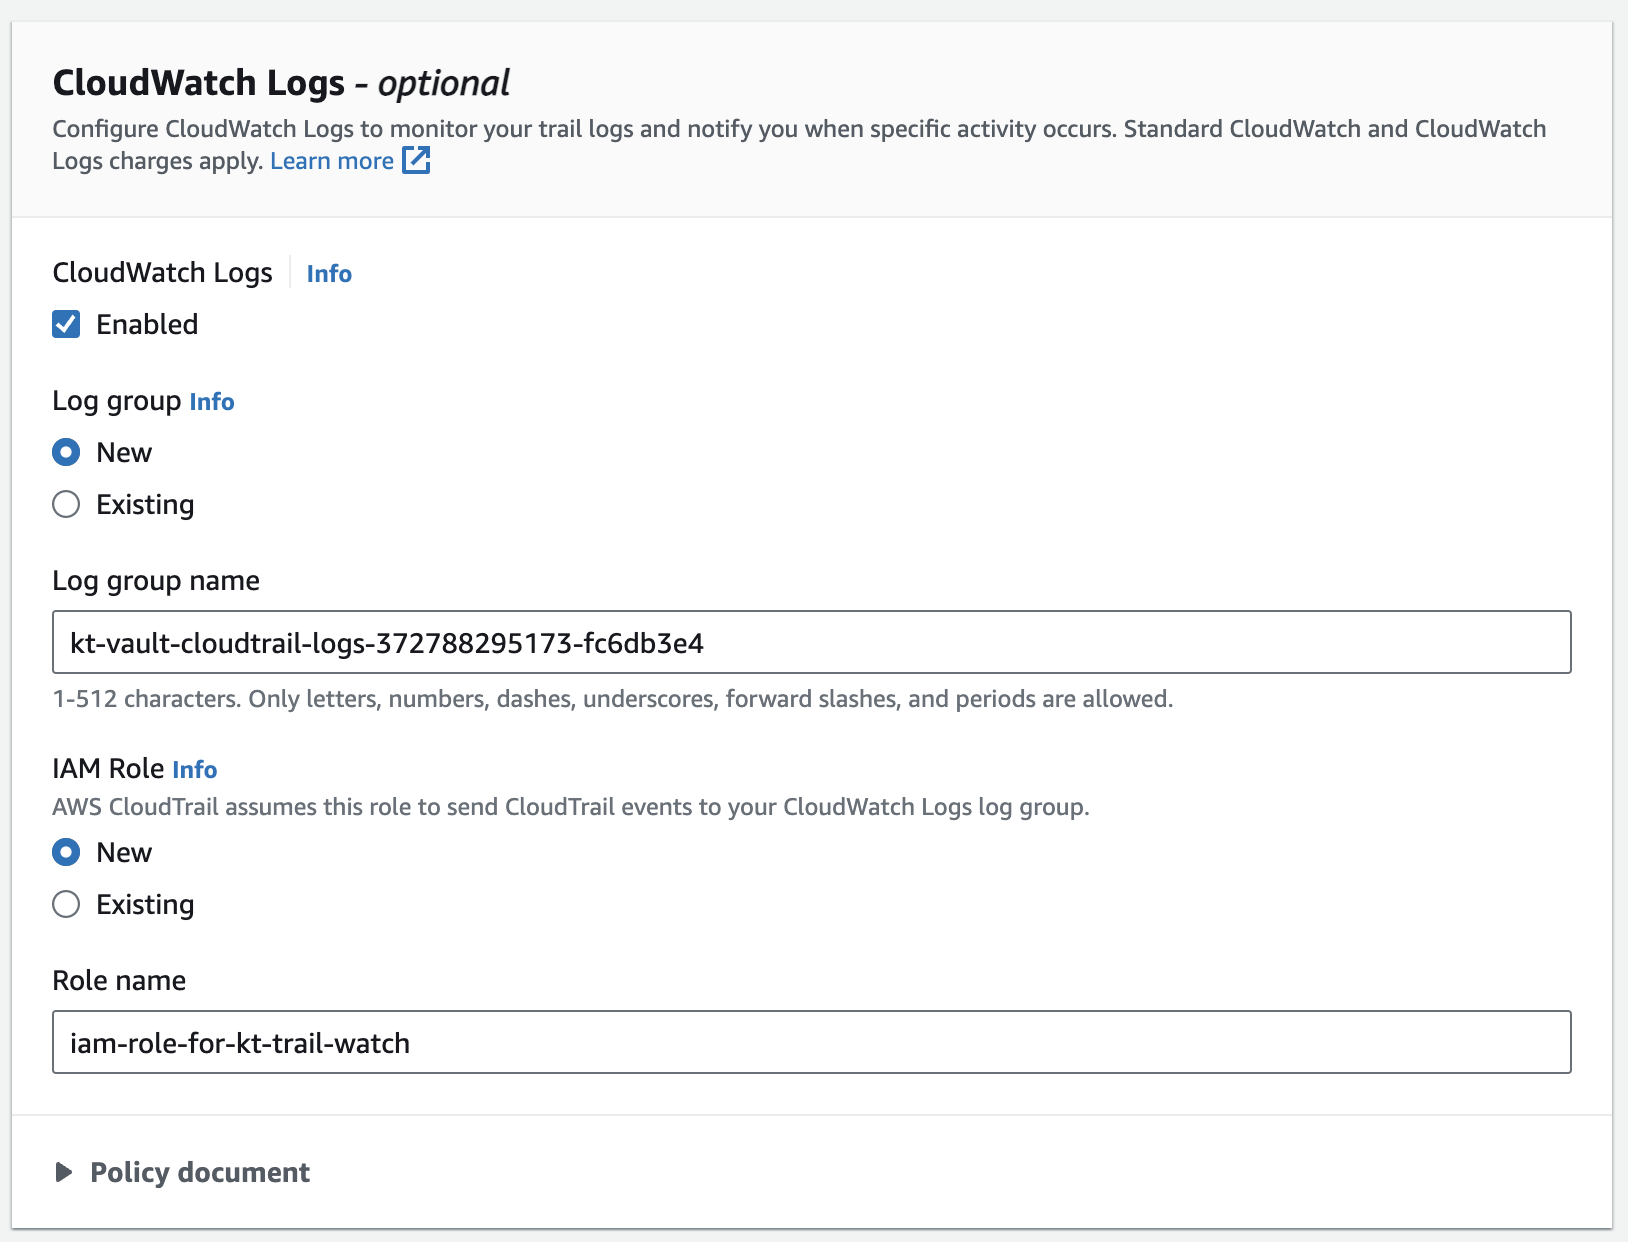 CloudWatch Logs - optional
Configure CloudWatch Logs to monitor your trail logs and notify you when specific activity occurs. Standard CloudWatch and CloudWatch
Logs charges apply. Learn more
CloudWatch Logs Info
Enabled
Log group Info
New
Existing
Log group name
kt-vault-cloudtrail-logs-372788295173-fc6db3e4
1-512 characters. Only letters, numbers, dashes, underscores, forward slashes, and periods are allowed.
IAM Role Info
AWS CloudTrail assumes this role to send CloudTrail events to your CloudWatch Logs log group.
New
Existing
Role name
iam-role-for-kt-trail-watch
Policy document